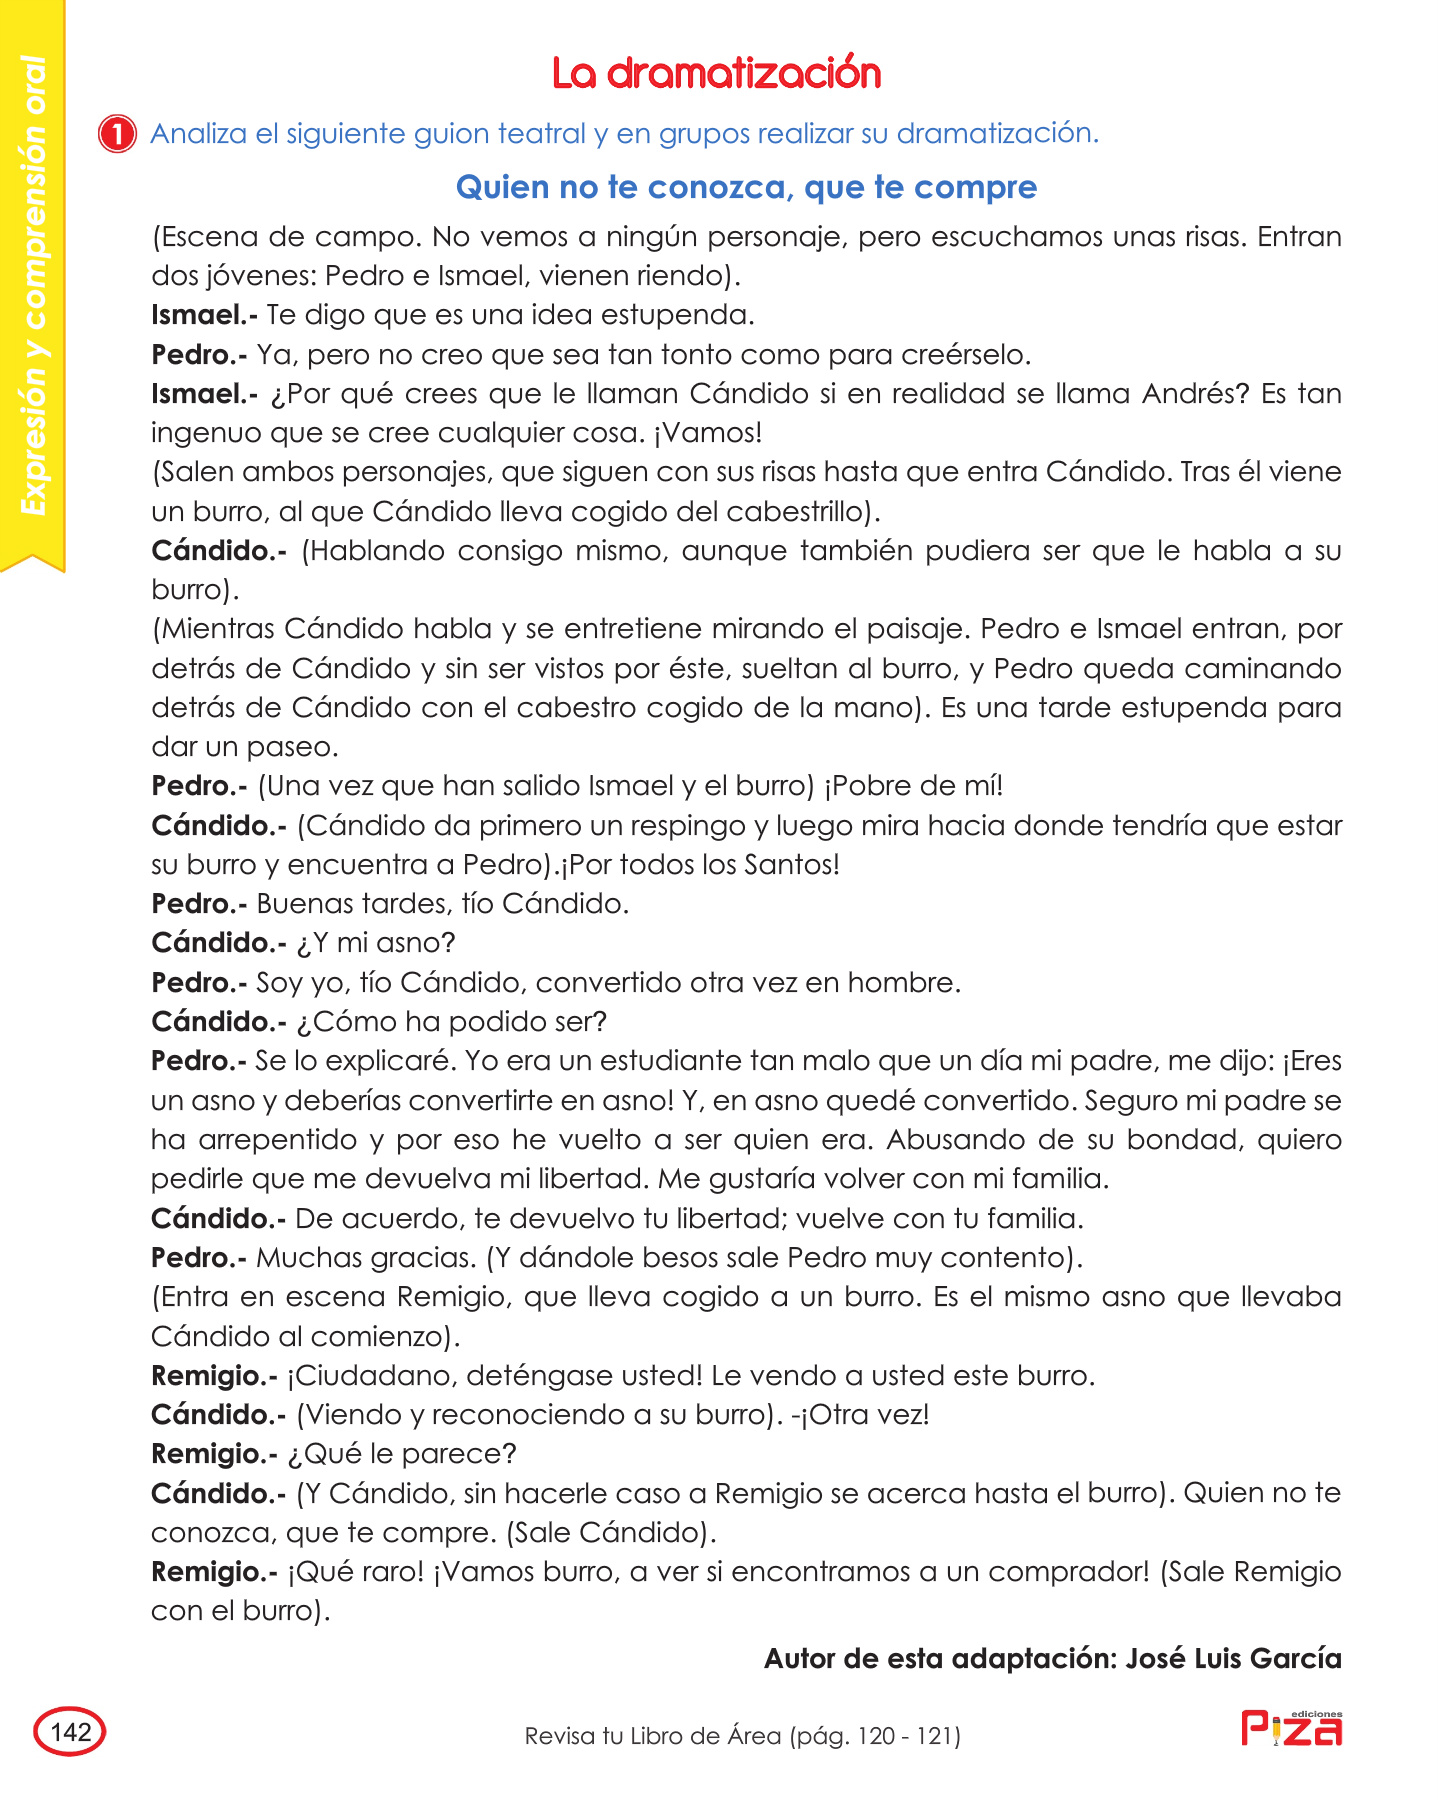 Expresión y comprensión oral
La dramatización
1 Analiza el siguiente guion teatral y en grupos realizar su dramatización.
Quien no te conozca, que te compre
(Escena de campo. No vemos a ningún personaje, pero escuchamos unas risas. Entran
dos jóvenes: Pedro e Ismael, vienen riendo).
Ismael.- Te digo que es una idea estupenda.
Pedro.- Ya, pero no creo que sea tan tonto como para creérselo.
Ismael.- ¿Por qué crees que le llaman Cándido si en realidad se llama Andrés? Es tan
ingenuo que se cree cualquier cosa. ¡Vamos!
(Salen ambos personajes, que siguen con sus risas hasta que entra Cándido. Tras él viene
un burro, al que Cándido lleva cogido del cabestrillo).
Cándido.- (Hablando consigo mismo, aunque también pudiera ser que le habla a su
burro).
(Mientras Cándido habla y se entretiene mirando el paisaje. Pedro e Ismael entran, por
detrás de Cándido y sin ser vistos por éste, sueltan al burro, y Pedro queda caminando
detrás de Cándido con el cabestro cogido de la mano). Es una tarde estupenda para
dar un paseo.
Pedro.- (Una vez que han salido Ismael y el burro) ¡Pobre de mí!
Cándido.- (Cándido da primero un respingo y luego mira hacia donde tendría que estar
su burro y encuentra a Pedro).¡Por todos los Santos!
Pedro.- Buenas tardes, tío Cándido.
Cándido.- ¿Y mi asno?
Pedro.- Soy yo, tío Cándido, convertido otra vez en hombre.
Cándido.- ¿Cómo ha podido ser?
Pedro.- Se lo explicaré. Yo era un estudiante tan malo que un día mi padre, me dijo: ¡Eres
un asno y deberías convertirte en asno! Y, en asno quedé convertido. Seguro mi padre se
ha arrepentido y por eso he vuelto a ser quien era. Abusando de su bondad, quiero
pedirle que me devuelva mi libertad. Me gustaría volver con mi familia.
Cándido.- De acuerdo, te devuelvo tu libertad; vuelve con tu familia.
Pedro.- Muchas gracias. (Y dándole besos sale Pedro muy contento).
(Entra en escena Remigio, que lleva cogido a un burro. Es el mismo asno que llevaba
Cándido al comienzo).
Remigio.- ¡Ciudadano, deténgase usted! Le vendo a usted este burro.
Cándido.- (Viendo y reconociendo a su burro). -¡Otra vez!
Remigio.- ¿Qué le parece?
Cándido.- (Y Cándido, sin hacerle caso a Remigio se acerca hasta el burro). Quien no te
conozca, que te compre. (Sale Cándido).
Remigio.- ¡Qué raro! ¡Vamos burro, a ver si encontramos a un comprador! (Sale Remigio
con el burro).
Autor de esta adaptación: José Luis García
142
Revisa tu Libro de Área (pág. 120 - 121)
ediciones
Piza